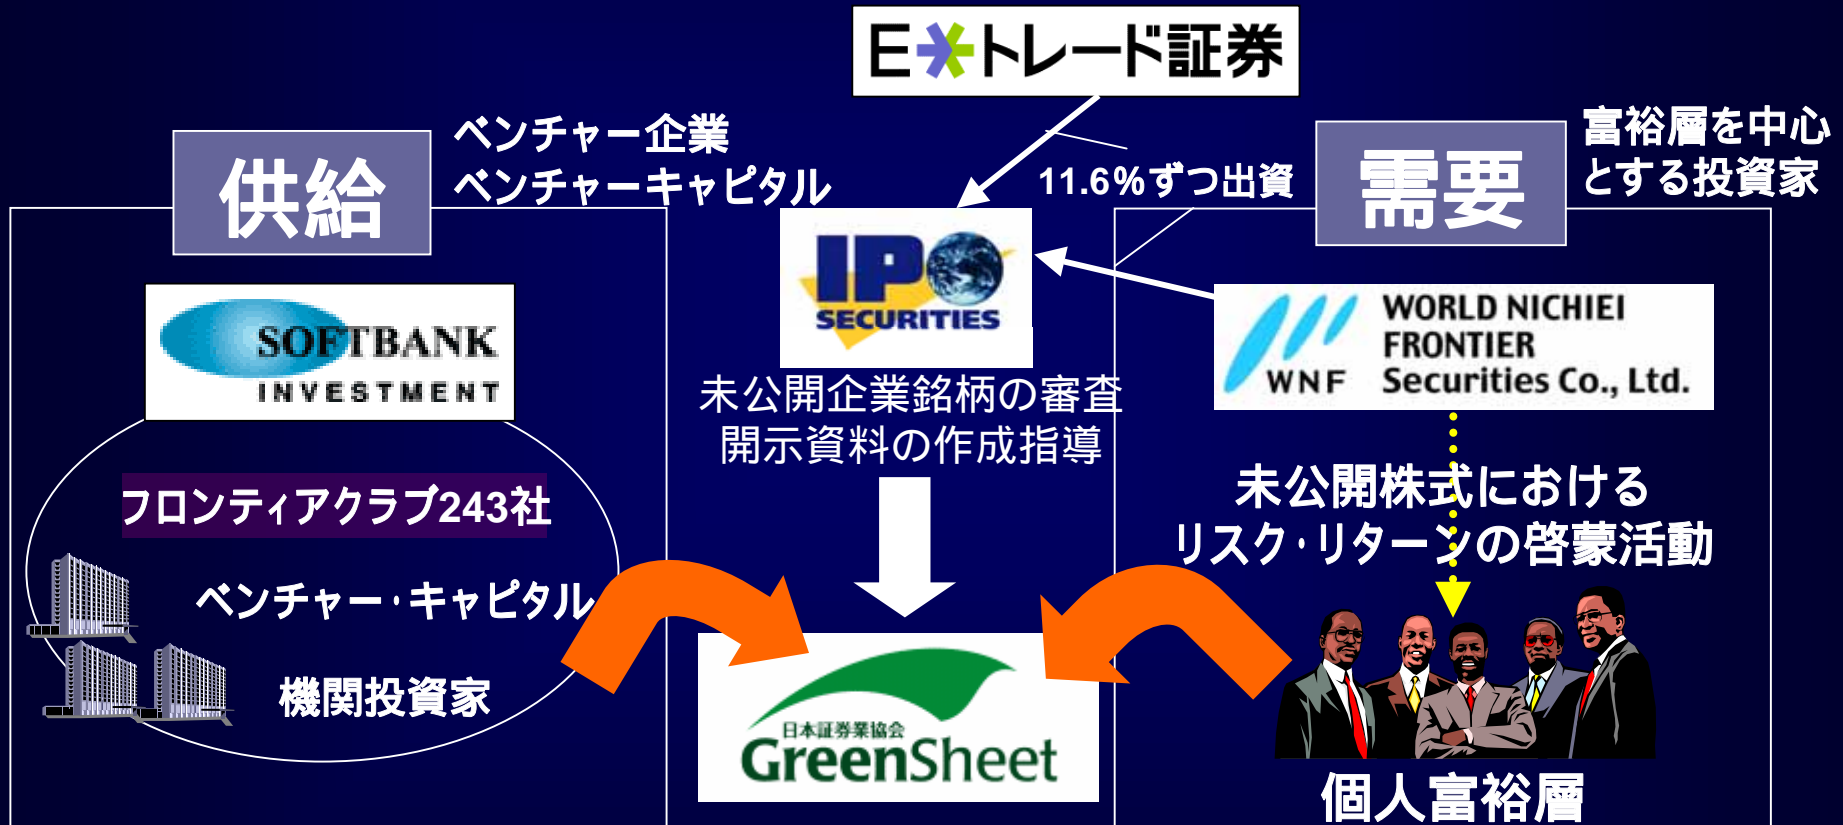 E*トレード証券
供給
ベンチャー企業
ベンチャーキャピタル
11.6%ずつ出資
需要
富裕層を中心
とする投資家
SOFTBANK
INVESTMENT
フロンティアクラブ243社
ベンチャー・キャピタル
機関投資家
IPO
SECURITIES
未公開企業銘柄の審査
開示資料の作成指導
日本証券業協会
GreenSheet
WNF
WORLD NICHIEI
FRONTIER
Securities Co., Ltd.
未公開株式における
リスク・リターンの啓蒙活動
個人富裕層